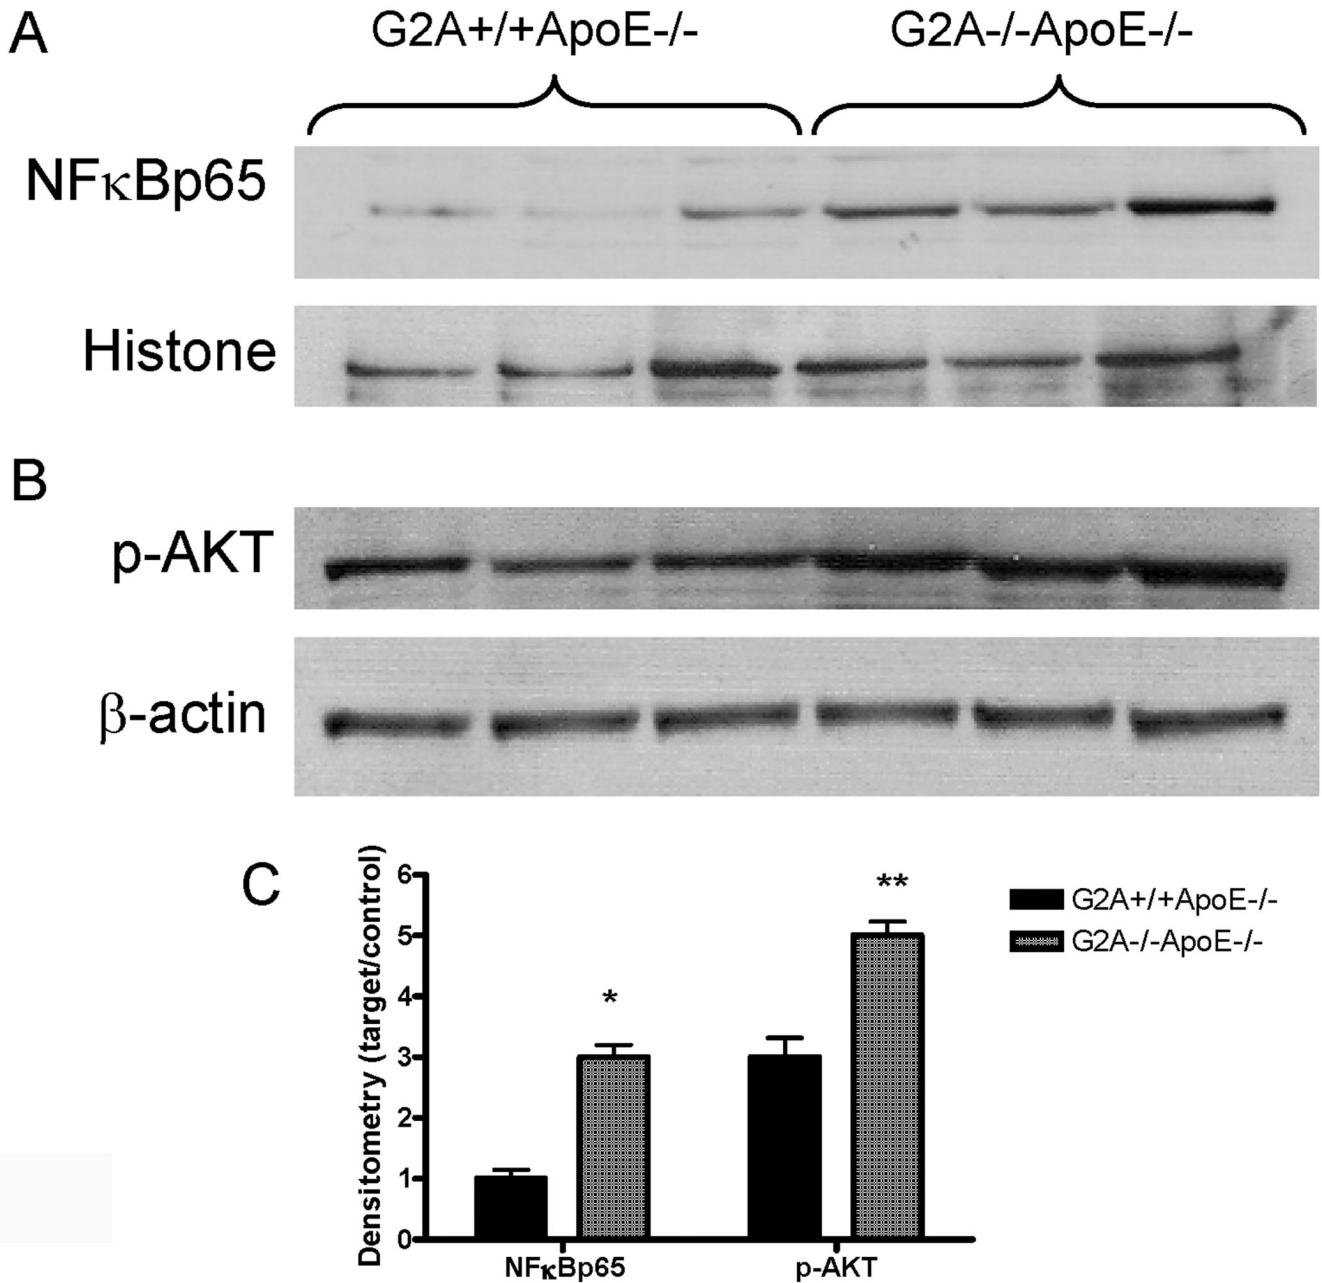 A
G2A+/+ApoE-/-
G2A-/-ApoE-/-
NFκBp65
Histone
B
p-AKT
β-actin
C
Densitometry (target/control)
6
5
4
3
2
1
0
*
**
NFκBp65
p-AKT
G2A+/+ApoE-/-
G2A-/-ApoE-/-